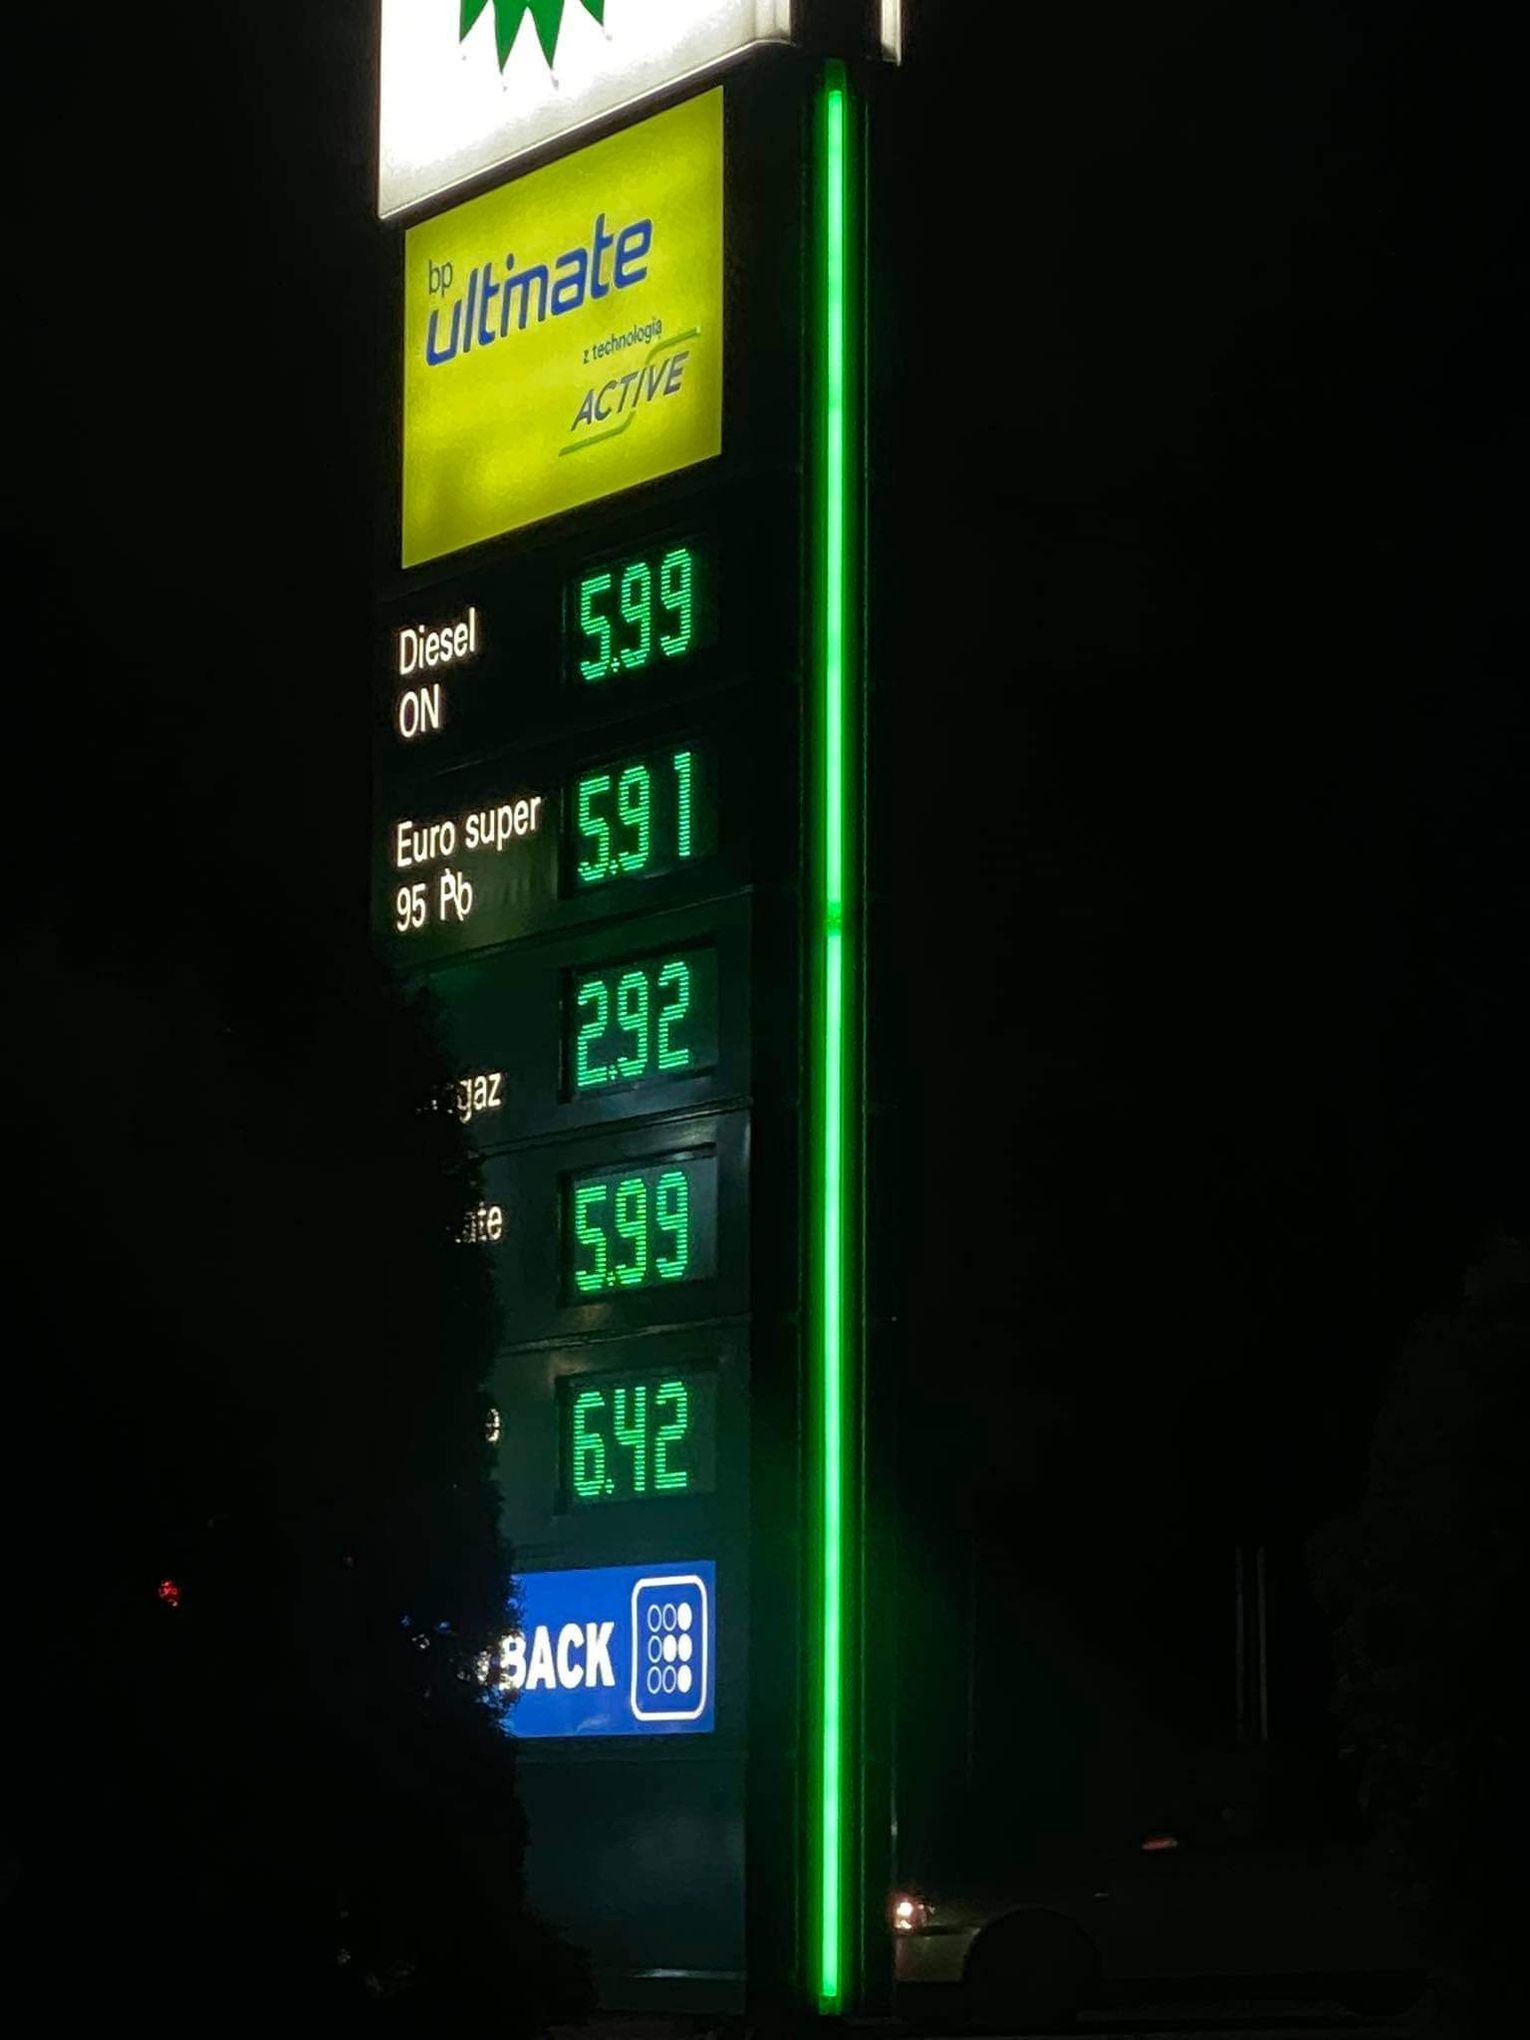 bp
ultimate
z technologią
ACTIVE
Diesel
ON
5.99
Euro super
95 Pb
5.91
2.92
gaz
5.99
6.42
BACK